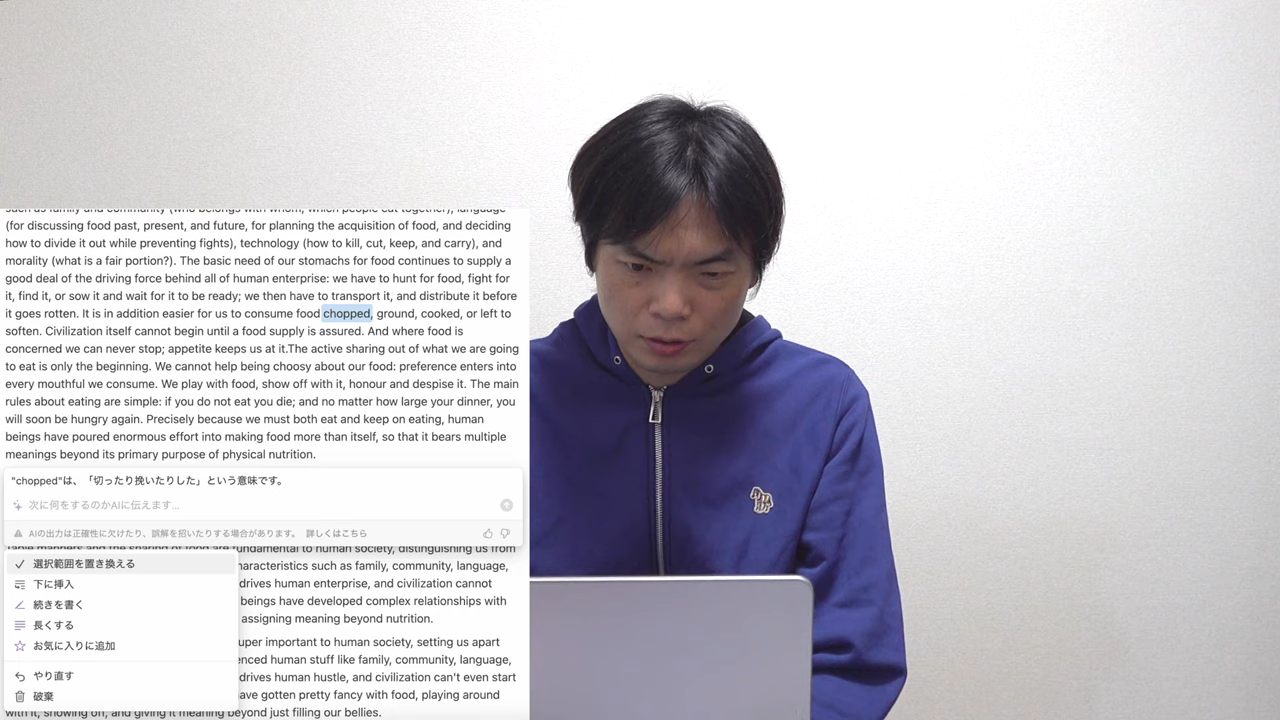 such as family and community (who belongs with whom, which people eat together), language
(for discussing food past, present, and future, for planning the acquisition of food, and deciding
how to divide it out while preventing fights), technology (how to kill, cut, keep, and carry), and
morality (what is a fair portion?). The basic need of our stomachs for food continues to supply a
good deal of the driving force behind all of human enterprise: we have to hunt for food, fight for
it, find it, or sow it and wait for it to be ready; we then have to transport it, and distribute it before
it goes rotten. It is in addition easier for us to consume food chopped, ground, cooked, or left to
soften. Civilization itself cannot begin until a food supply is assured. And where food is
concerned we can never stop; appetite keeps us at it.The active sharing out of what we are going
to eat is only the beginning. We cannot help being choosy about our food: preference enters into
every mouthful we consume. We play with food, show off with it, honour and despise it. The main
rules about eating are simple: if you do not eat you die; and no matter how large your dinner, you
will soon be hungry again. Precisely because we must both eat and keep on eating, human
beings have poured enormous effort into making food more than itself, so that it bears multiple
meanings beyond its primary purpose of physical nutrition.
"chopped"は、「切ったり挽いたりした」という意味です。
次に何をするのかAIに伝えます...
AIの出力は正確性に欠けたり、誤解を招いたりする場合があります。 詳しくはこちら
Table manners and the sharing of food are fundamental to human society, distinguishing us from
haracteristics such as family, community, language,
drives human enterprise, and civilization cannot
beings have developed complex relationships with
assigning meaning beyond nutrition.
uper important to human society, setting us apart
enced human stuff like family, community, language,
drives human hustle, and civilization can't even start
ave gotten pretty fancy with food, playing around
with it, showing off, and giving it meaning beyond just filling our bellies.
選択範囲を置き換える
下に挿入
続きを書く
長くする
お気に入りに追加
やり直す
破棄